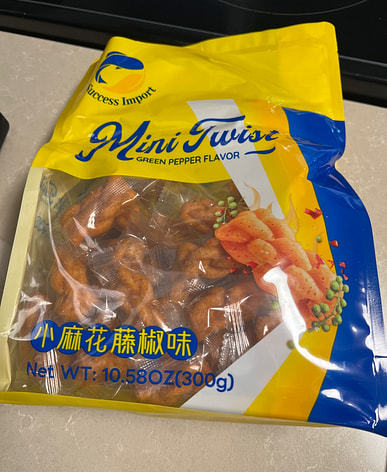 Success Import
Mini Twist
GREEN PEPPER FLAVOR
小麻花藤椒味
Net WT: 10.58OZ(300g)